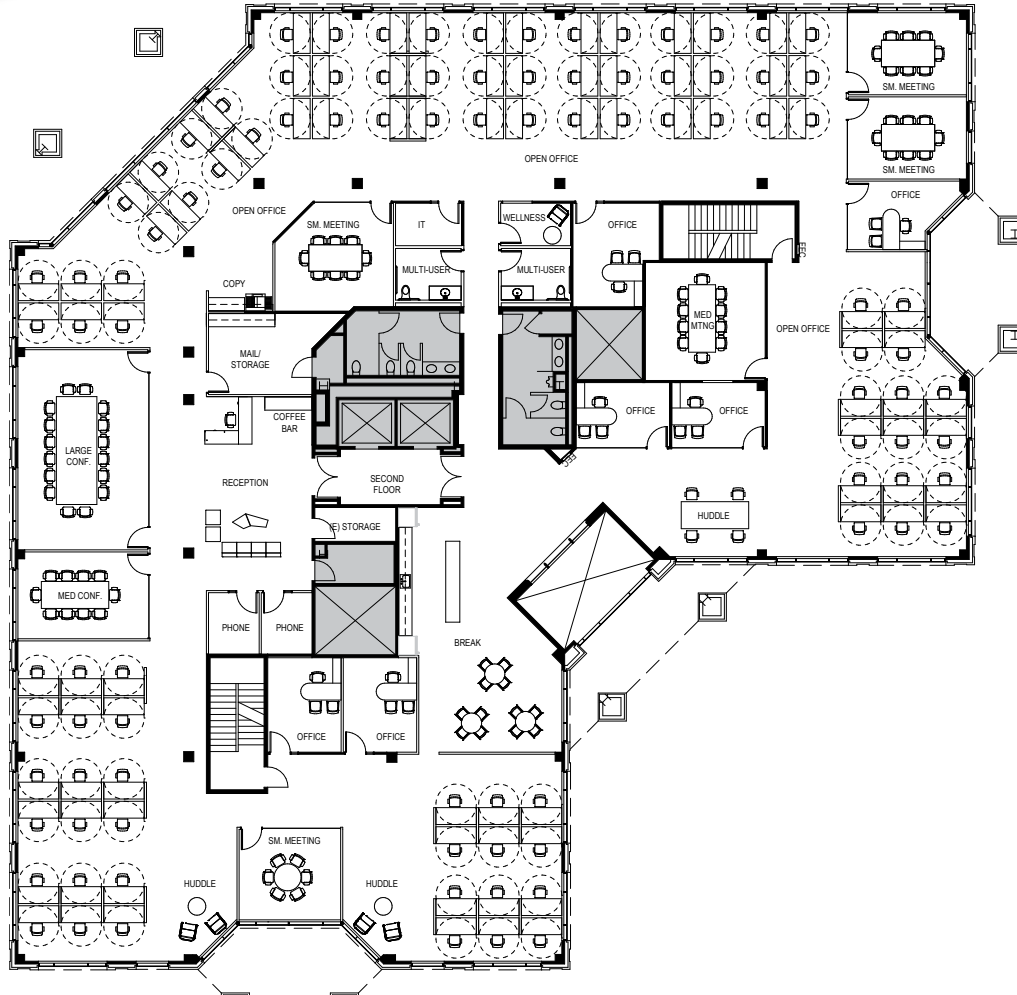 SM. MEETING
OPEN OFFICE
SM. MEETING
OFFICE
OPEN OFFICE
SM. MEETING
IT
WELLNESS
OFFICE
FEC
MULTI-USER
MULTI-USER
COPY
MED
MTNG
OPEN OFFICE
MAIL/
STORAGE
COFFEE
BAR
OFFICE
OFFICE
LARGE
CONF.
FEC
RECEPTION
SECOND
FLOOR
HUDDLE
(E) STORAGE
MED CONF.
PHONE
PHONE
BREAK
OFFICE
OFFICE
SM. MEETING
HUDDLE
HUDDLE